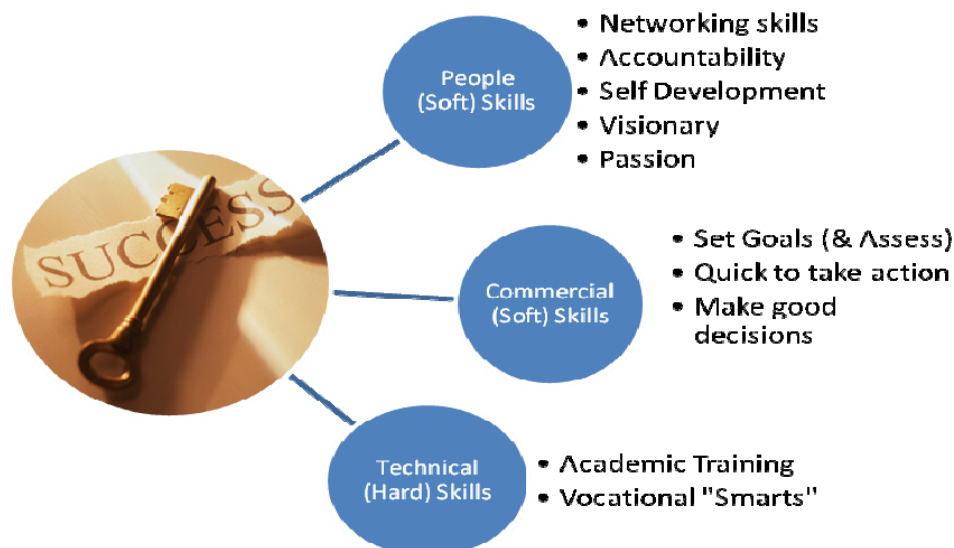 SUCCESS
People
(Soft) Skills
• Networking skills
• Accountability
• Self Development
• Visionary
• Passion
Commercial
(Soft) Skills
• Set Goals (& Assess)
• Quick to take action
• Make good
decisions
Technical
(Hard) Skills
• Academic Training
• Vocational "Smarts"